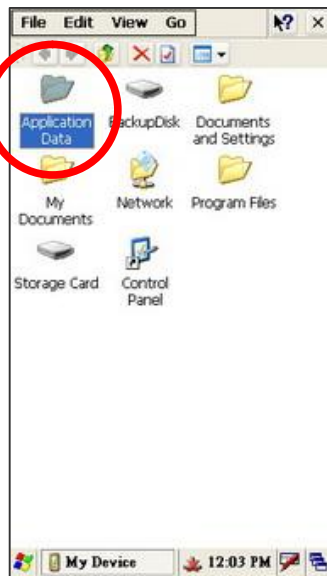 File Edit View Go ? ×
Application Data BackupDisk Documents and Settings
My Documents Network Program Files
Storage Card Control Panel
My Device 12:03 PM